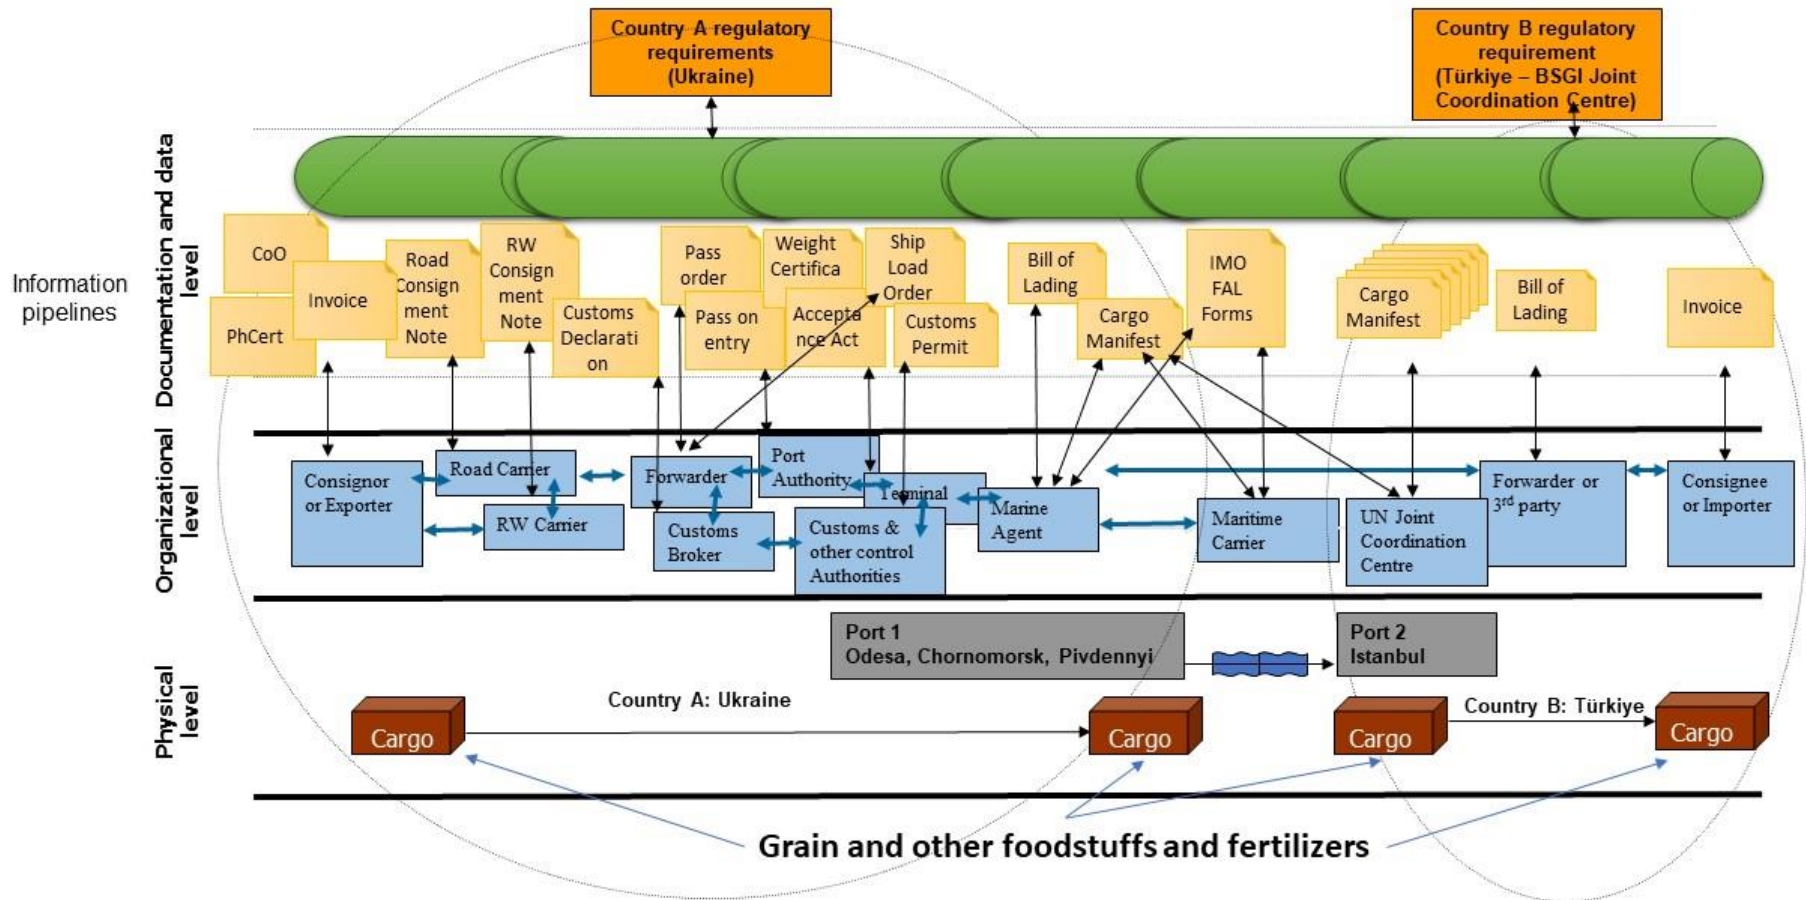 Country A regulatory
requirements
(Ukraine)
Country B regulatory
requirement
(Türkiye – BSGI Joint
Coordination Centre)
Information
pipelines
Documentation and data
level
CoO
PhCert
Invoice
Road
Consign
ment
Note
RW
Consign
ment
Note
Customs
Declarati
on
Pass
order
Pass on
entry
Weight
Certifica
Accepta
nce Act
Ship
Load
Order
Customs
Permit
Bill of
Lading
Cargo
Manifest
IMO
FAL
Forms
Cargo
Manifest
Bill of
Lading
Invoice
Organizational
level
Consignor
or Exporter
Road Carrier
RW Carrier
Forwarder
Customs
Broker
Port
Authority
Terminal
Customs &
other control
Authorities
Marine
Agent
Maritime
Carrier
UN Joint
Coordination
Centre
Forwarder or
3rd party
Consignee
or Importer
Physical
level
Port 1
Odesa, Chornomorsk, Pivdennyi
Port 2
Istanbul
Country A: Ukraine
Country B: Türkiye
Cargo
Cargo
Cargo
Cargo
Grain and other foodstuffs and fertilizers